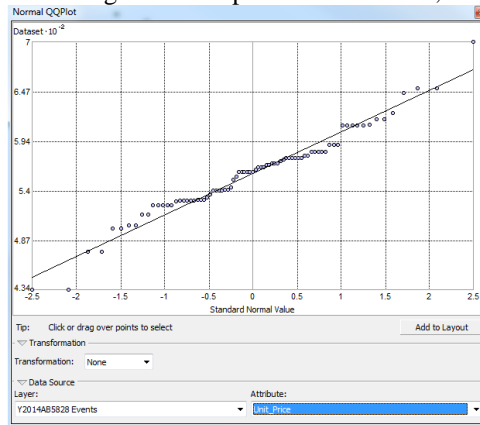 Normal QQPlot
Dataset · 10 -2
7
6.47
5.94
5.4
4.87
4.34
-2.5 -2 -1.5 -1 -0.5 0 0.5 1 1.5 2 2.5
Standard Normal Value
Tip: Click or drag over points to select Add to Layout
Transformation
Transformation: None
Data Source
Layer: Attribute:
Y2014AB5828 Events Unit_Price